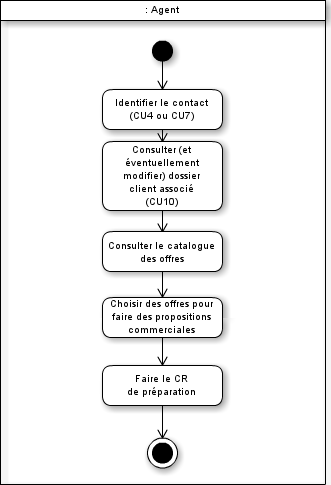 : Agent
Identifier le contact
(CU4 ou CU7)
Consulter (et
éventuellement
modifier) dossier
client associé
(CU10)
Consulter le catalogue
des offres
Choisir des offres pour
faire des propositions
commerciales
Faire le CR
de préparation